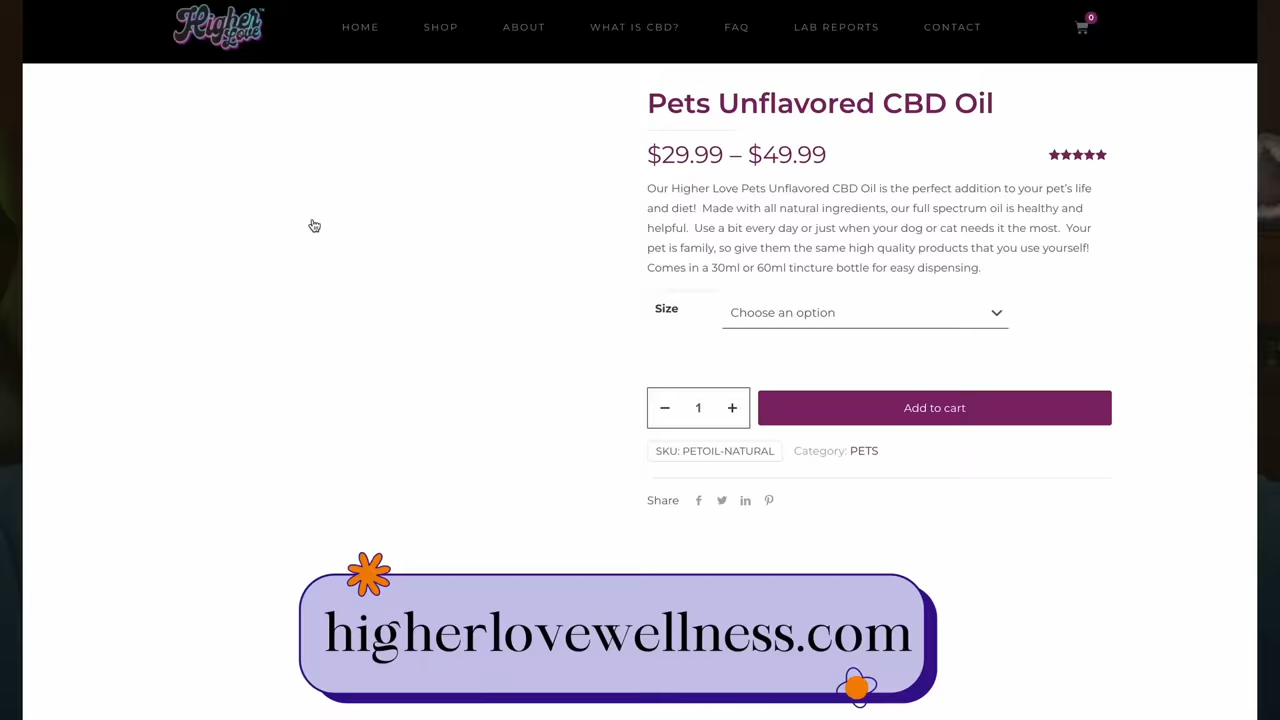 Higher Love
HOME SHOP ABOUT WHAT IS CBD? FAQ LAB REPORTS CONTACT 0
Pets Unflavored CBD Oil
$29.99 – $49.99
Our Higher Love Pets Unflavored CBD Oil is the perfect addition to your pet's life
and diet!  Made with all natural ingredients, our full spectrum oil is healthy and
helpful.  Use a bit every day or just when your dog or cat needs it the most.  Your
pet is family, so give them the same high quality products that you use yourself!
Comes in a 30ml or 60ml tincture bottle for easy dispensing.
Size Choose an option
− 1 + Add to cart
SKU: PETOIL-NATURAL Category: PETS
Share
higherlovewellness.com